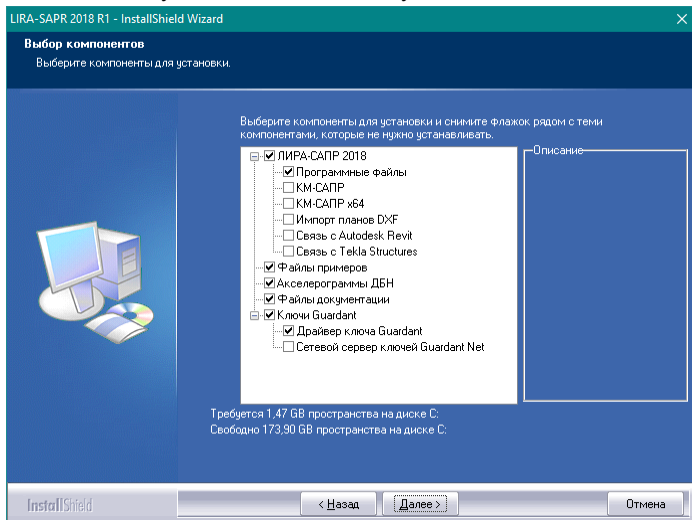 LIRA-SAPR 2018 R1 - InstallShield Wizard
Выбор компонентов
Выберите компоненты для установки.
Выберите компоненты для установки и снимите флажок рядом с теми
компонентами, которые не нужно устанавливать.
Описание
ЛИРА-САПР 2018
Программные файлы
КМ-САПР
КМ-САПР x64
Импорт планов DXF
Связь с Autodesk Revit
Связь с Tekla Structures
Файлы примеров
Акселерограммы ДБН
Файлы документации
Ключи Guardant
Драйвер ключа Guardant
Сетевой сервер ключей Guardant Net
Требуется 1,47 GB пространства на диске C:
Свободно 173,90 GB пространства на диске C:
InstallShield
< Назад
Далее >
Отмена